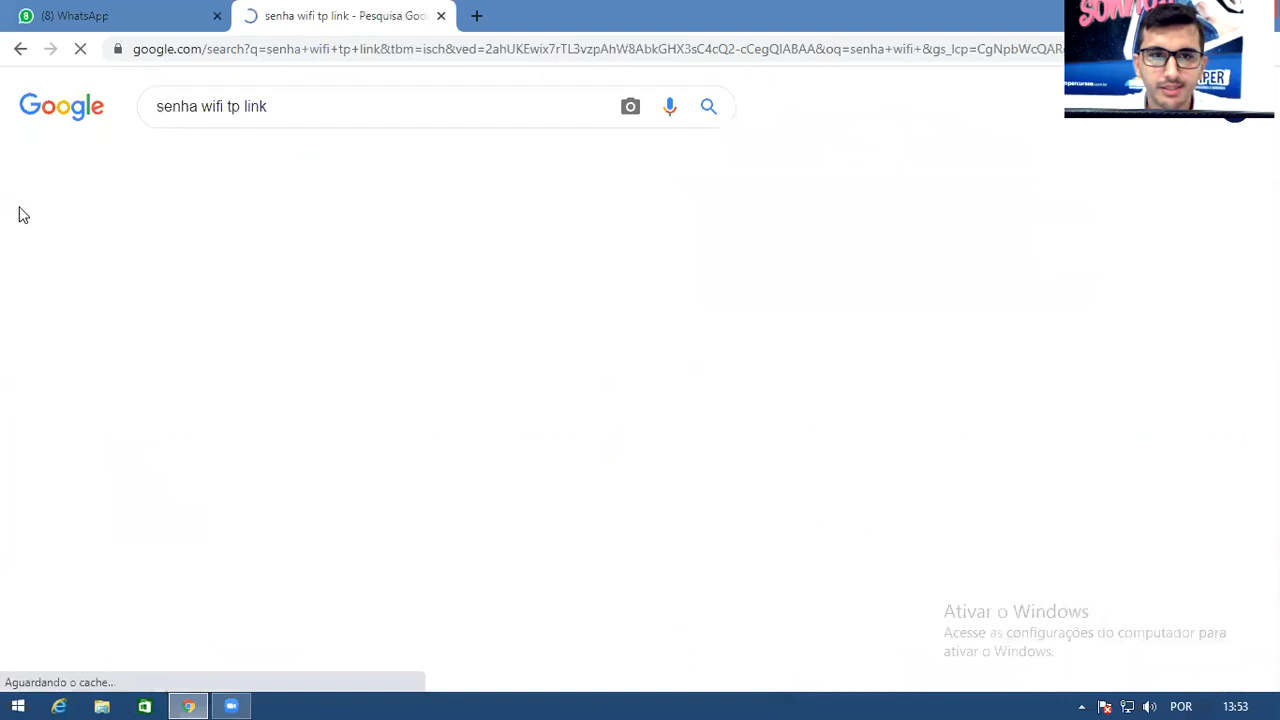 (8) WhatsApp
senha wifi tp link - Pesquisa Goo
google.com/search?q=senha+wifi+tp+link&tbm=isch&ved=2ahUKEwix7rTL3vzpAhW8AbkGHX3sC4cQ2-cCegQIABAA&oq=senha+wifi+&gs_lcp=CgNpbWcQARo
Google
senha wifi tp link
Ativar o Windows
Acesse as configurações do computador para
ativar o Windows.
Aguardando o cache...
POR
13:53